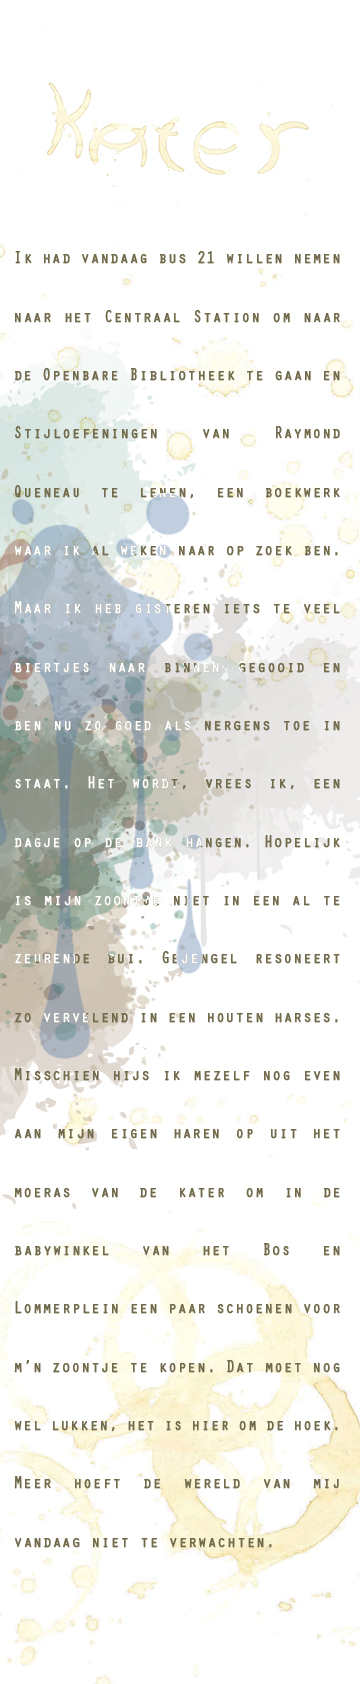 Kater
Ik had vandaag bus 21 willen nemen
naar het Centraal Station om naar
de Openbare Bibliotheek te gaan en
Stijloefeningen van Raymond
Queneau te lenen, een boekwerk
waar ik al weken naar op zoek ben.
Maar ik heb gisteren iets te veel
biertjes naar binnen gegooid en
ben nu zo goed als nergens toe in
staat. Het wordt, vrees ik, een
dagje op de bank hangen. Hopelijk
is mijn zoontje niet in een al te
zeurende bui. Gejengel resoneert
zo vervelend in een houten harses.
Misschien hijs ik mezelf nog even
aan mijn eigen haren op uit het
moeras van de kater om in de
babywinkel van het Bos en
Lommerplein een paar schoenen voor
m'n zoontje te kopen. Dat moet nog
wel lukken, het is hier om de hoek.
Meer hoeft de wereld van mij
vandaag niet te verwachten.